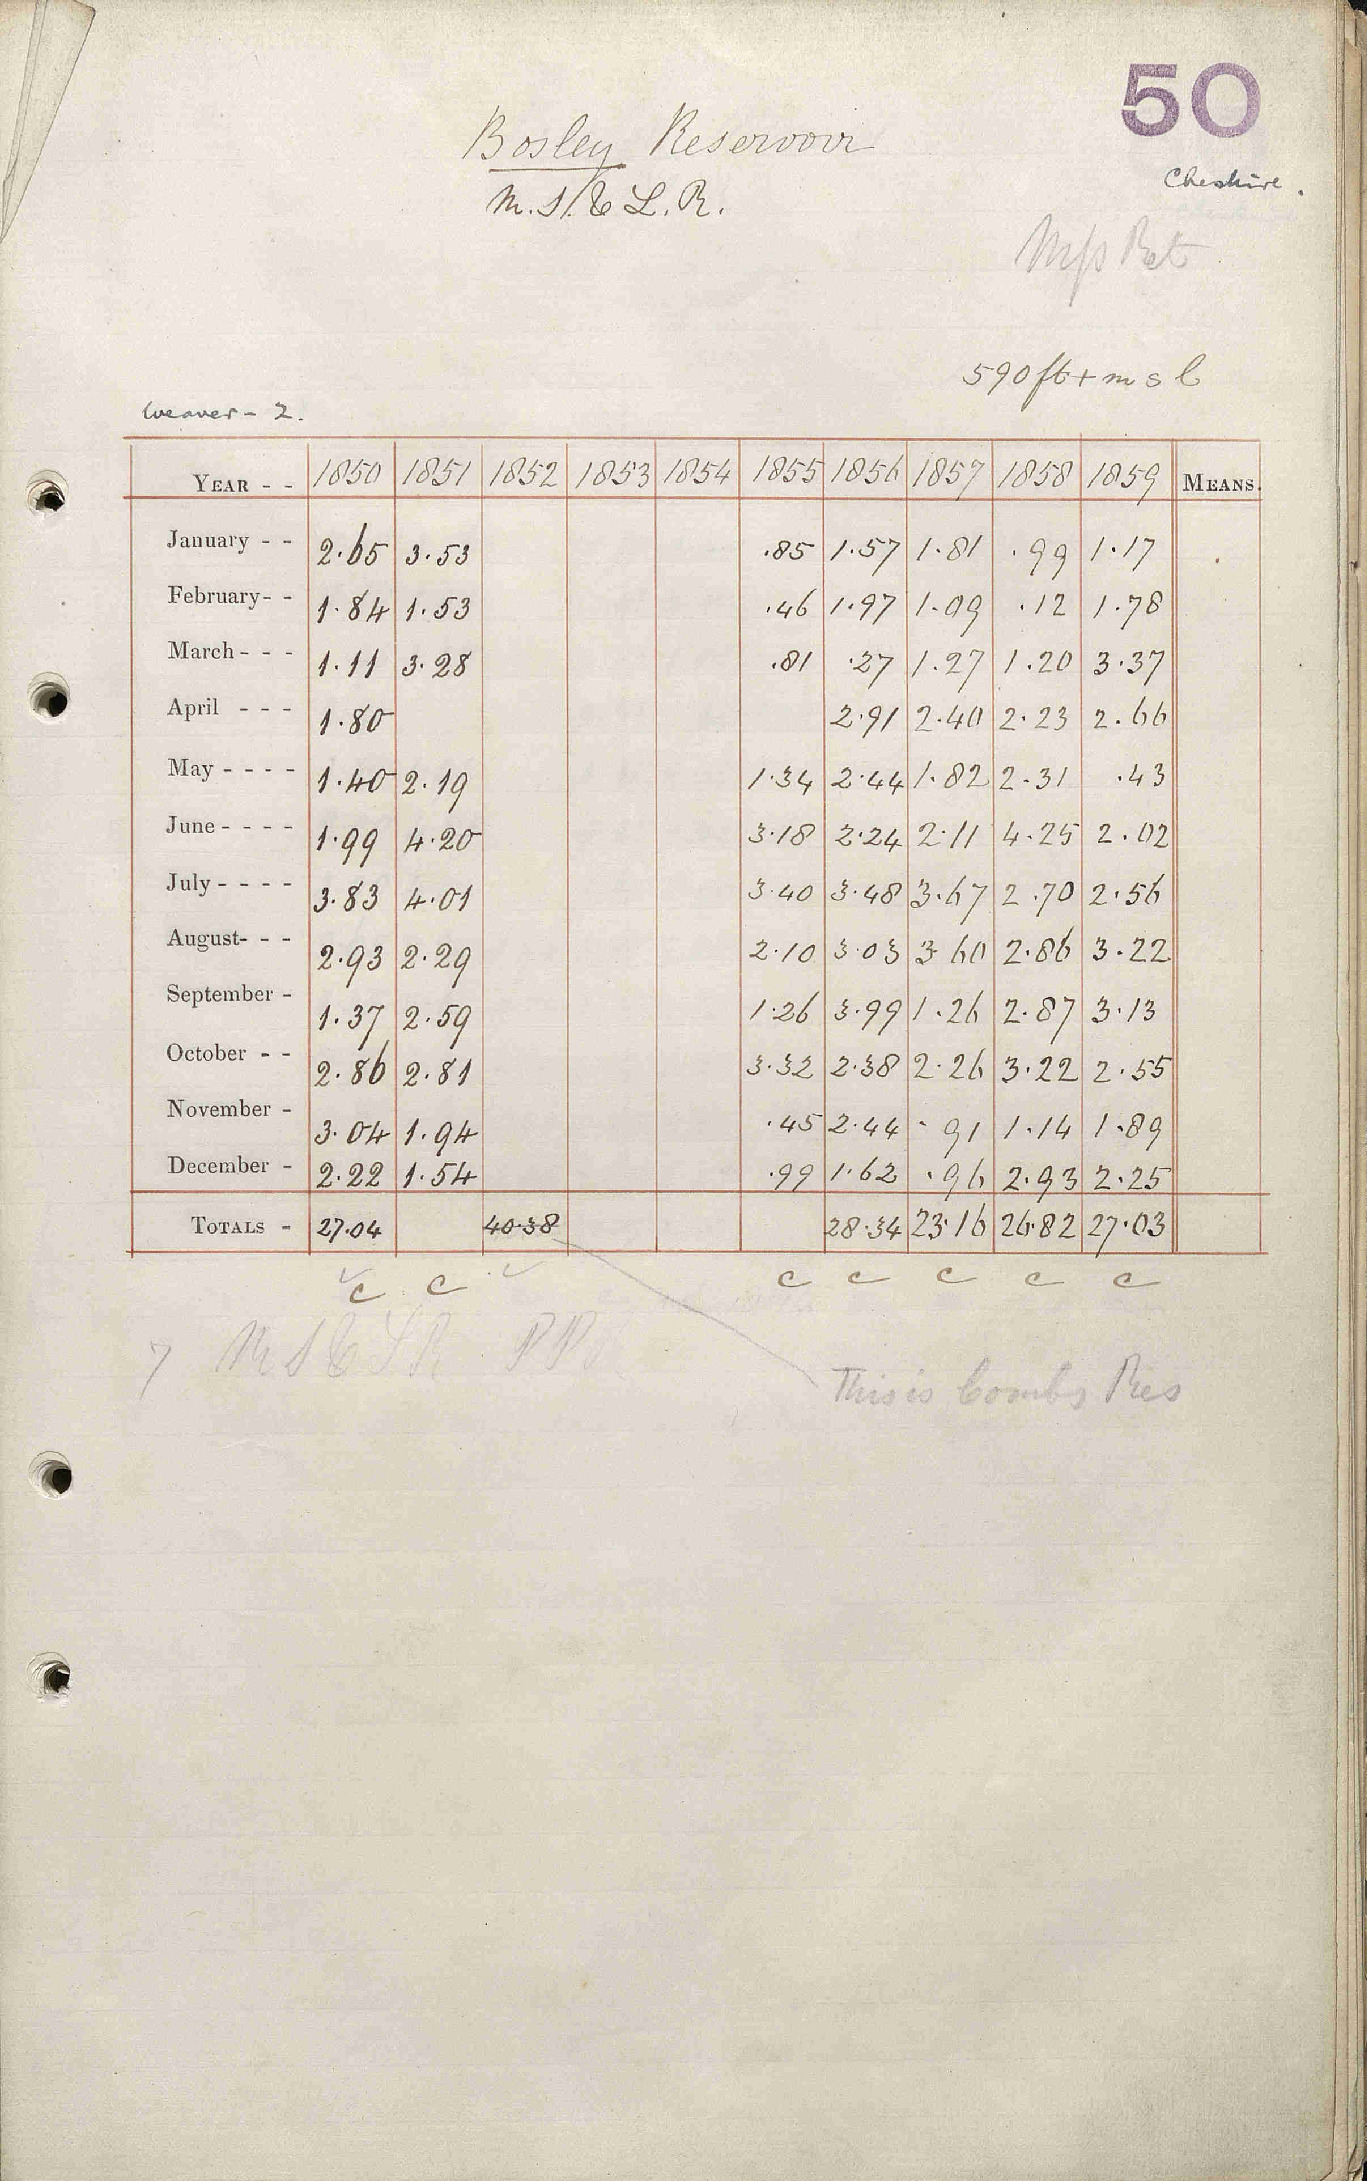 50
Bosley Reservoir
M.S. & L.R.
Cheshire.
590 ft + m s l
Weaver - 2.
YEAR - - 1850 1851 1852 1853 1854 1855 1856 1857 1858 1859 MEANS.
January - - 2.65 3.53 .85 1.57 1.81 .99 1.17
February- - 1.84 1.53 .46 1.97 1.09 .12 1.78
March - - - 1.11 3.28 .81 .27 1.27 1.20 3.37
April - - - 1.80 2.91 2.40 2.23 2.66
May - - - - 1.40 2.19 1.34 2.44 1.82 2.31 .43
June - - - - 1.99 4.20 3.18 2.24 2.11 4.25 2.02
July - - - - 3.83 4.01 3.40 3.48 3.67 2.70 2.56
August- - - 2.93 2.29 2.10 3.03 3.60 2.86 3.22
September - 1.37 2.59 1.26 3.99 1.26 2.87 3.13
October - - 2.86 2.81 3.32 2.38 2.26 3.22 2.55
November - 3.04 1.94 .45 2.44 .91 1.14 1.89
December - 2.22 1.54 .99 1.62 .96 2.93 2.25
TOTALS - 27.04 40.38 28.34 23.16 26.82 27.03
c c c c c c c
7 M S & L R
This is Combs Res